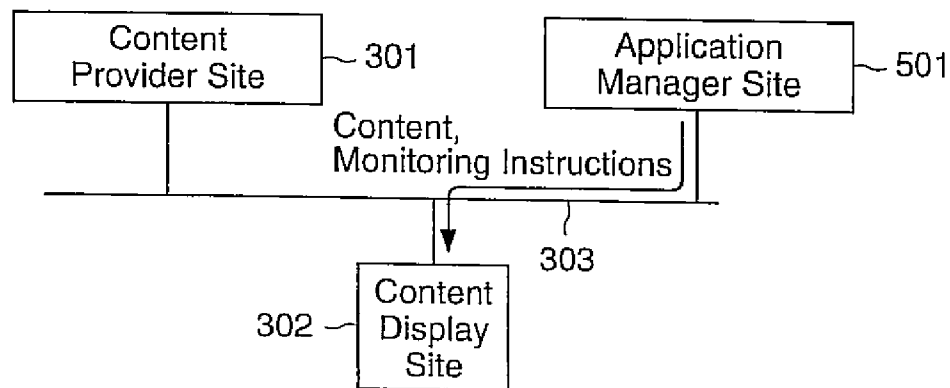 Content
Provider Site
301
Application
Manager Site
501
Content,
Monitoring Instructions
303
Content
Display
Site
302